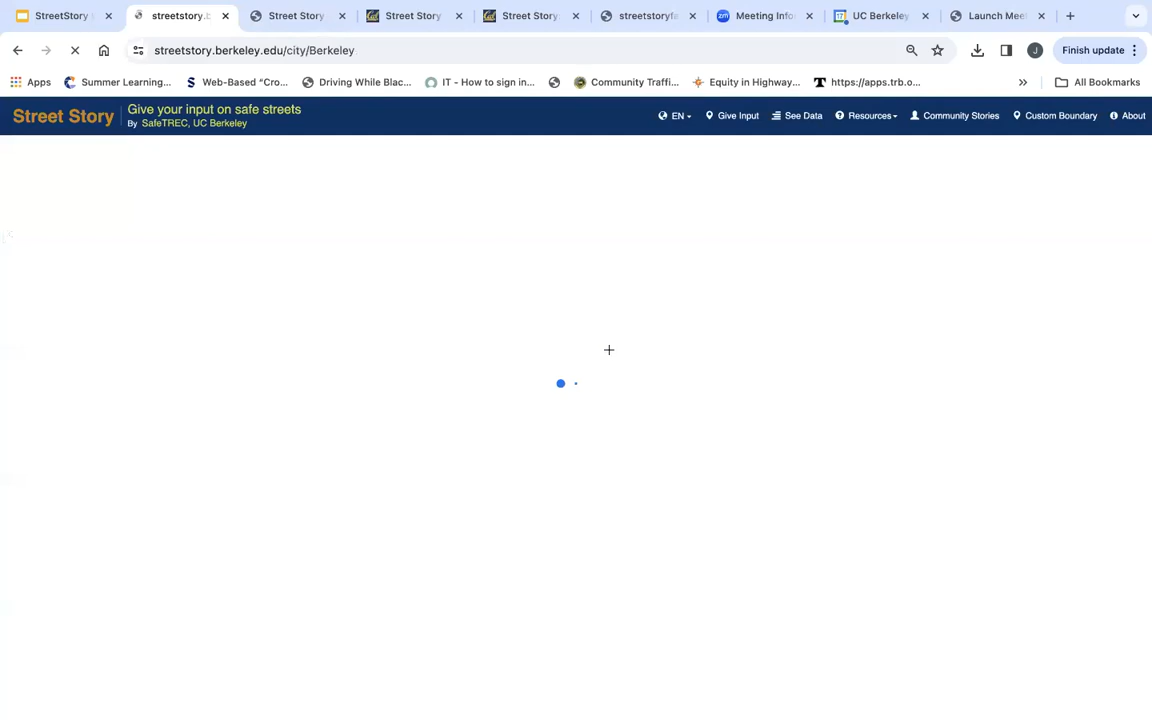 StreetStory
streetstory.b
Street Story
Street Story
Street Story
streetstoryfa
Meeting Info
UC Berkeley
Launch Meet
streetstory.berkeley.edu/city/Berkeley
Finish update
Apps
Summer Learning...
Web-Based “Cro...
Driving While Blac...
IT - How to sign in...
Community Traffi...
Equity in Highway...
https://apps.trb.o...
All Bookmarks
Street Story
Give your input on safe streets
By SafeTREC, UC Berkeley
EN
Give Input
See Data
Resources
Community Stories
Custom Boundary
About